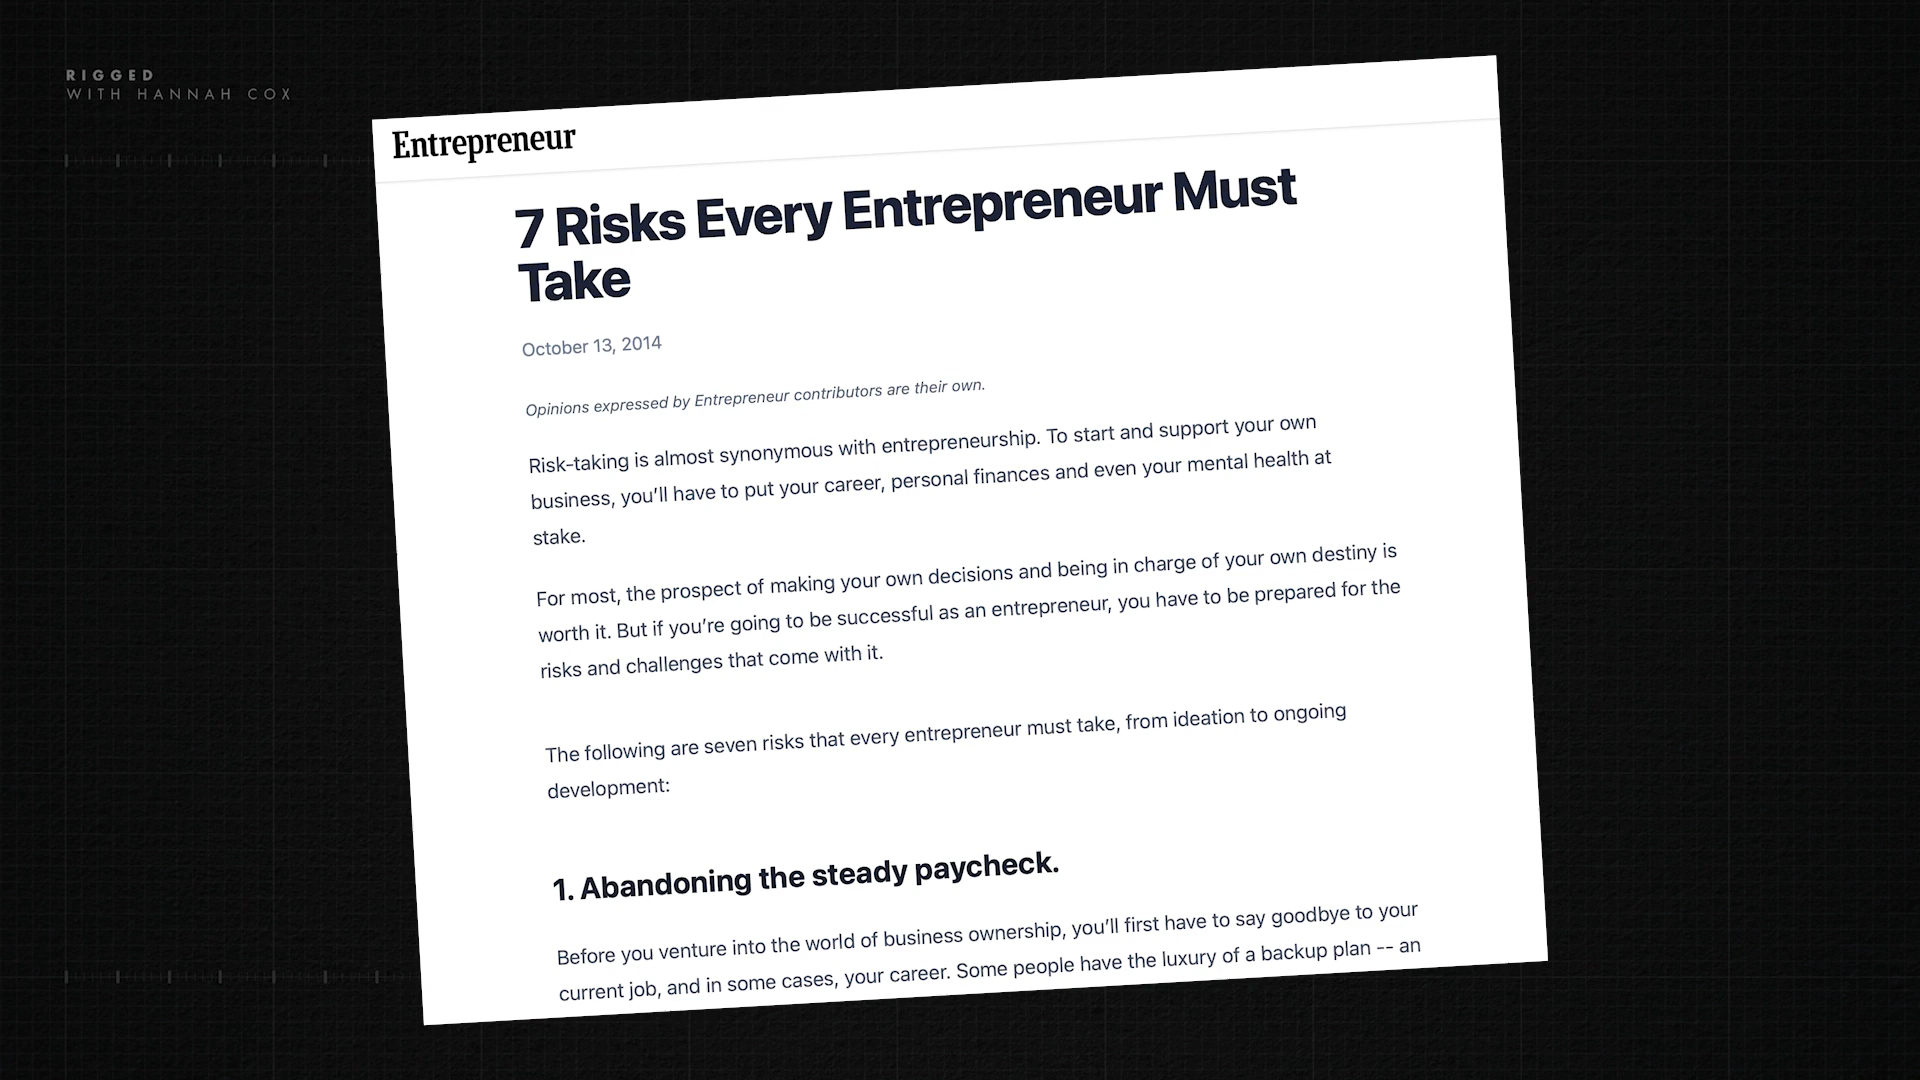 RIGGED
WITH HANNAH COX
Entrepreneur
7 Risks Every Entrepreneur Must
Take
October 13, 2014
Opinions expressed by Entrepreneur contributors are their own.
Risk-taking is almost synonymous with entrepreneurship. To start and support your own
business, you’ll have to put your career, personal finances and even your mental health at
stake.
For most, the prospect of making your own decisions and being in charge of your own destiny is
worth it. But if you’re going to be successful as an entrepreneur, you have to be prepared for the
risks and challenges that come with it.
The following are seven risks that every entrepreneur must take, from ideation to ongoing
development:
1. Abandoning the steady paycheck.
Before you venture into the world of business ownership, you’ll first have to say goodbye to your
current job, and in some cases, your career. Some people have the luxury of a backup plan -- an